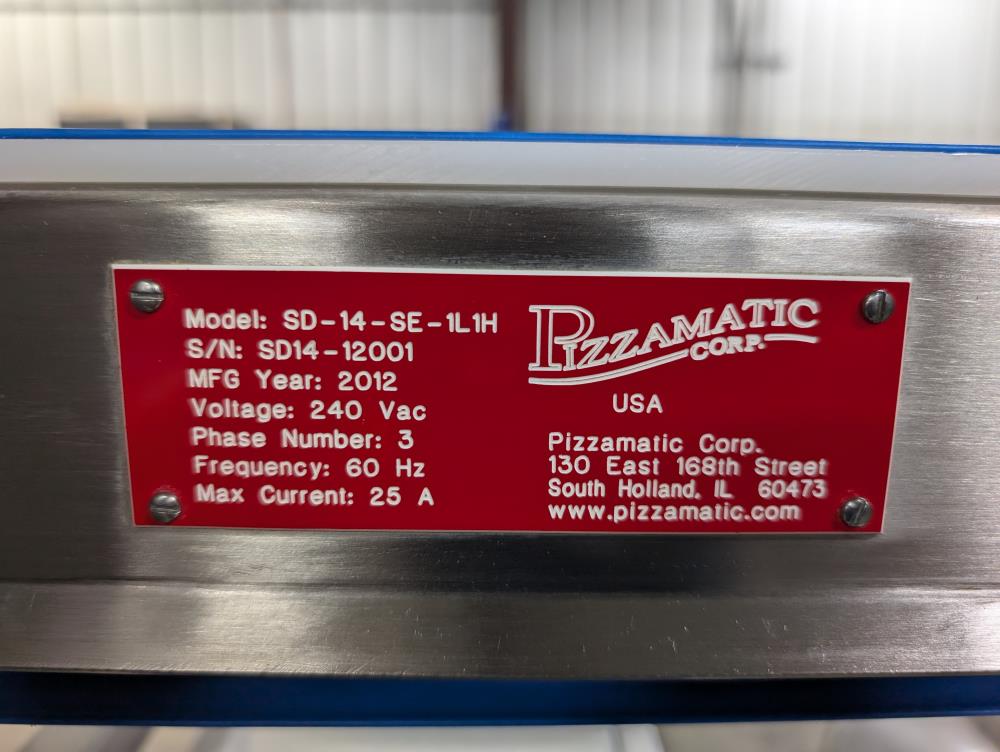 Model: SD-14-SE-1L1H
S/N: SD14-12001
MFG Year: 2012
Voltage: 240 Vac
Phase Number: 3
Frequency: 60 Hz
Max Current: 25 A
PIZZAMATIC
CORP.
USA
Pizzamatic Corp.
130 East 168th Street
South Holland, IL 60473
www.pizzamatic.com